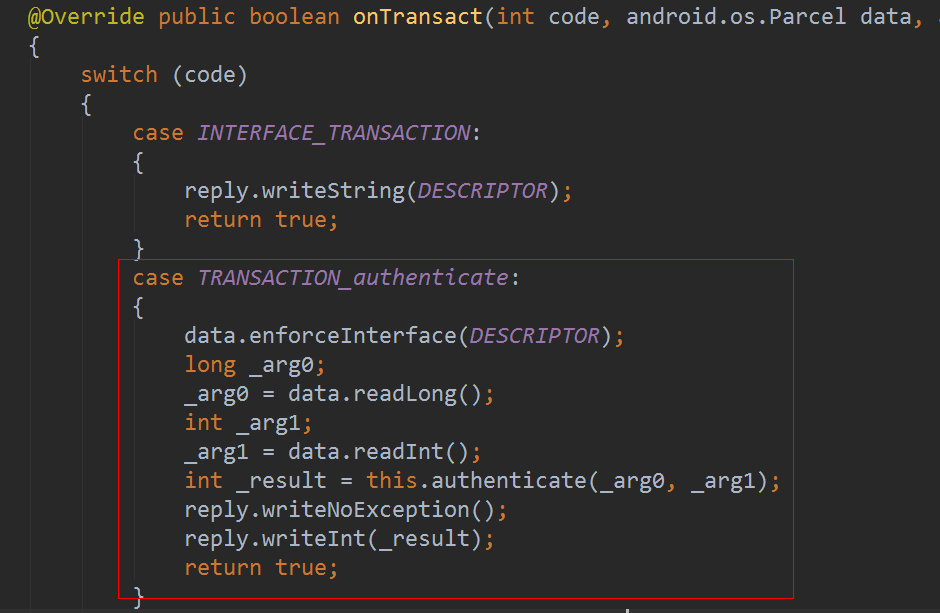 @Override public boolean onTransact(int code, android.os.Parcel data,
{
switch (code)
{
case INTERFACE_TRANSACTION:
{
reply.writeString(DESCRIPTOR);
return true;
}
case TRANSACTION_authenticate:
{
data.enforceInterface(DESCRIPTOR);
long _arg0;
_arg0 = data.readLong();
int _arg1;
_arg1 = data.readInt();
int _result = this.authenticate(_arg0, _arg1);
reply.writeNoException();
reply.writeInt(_result);
return true;
}